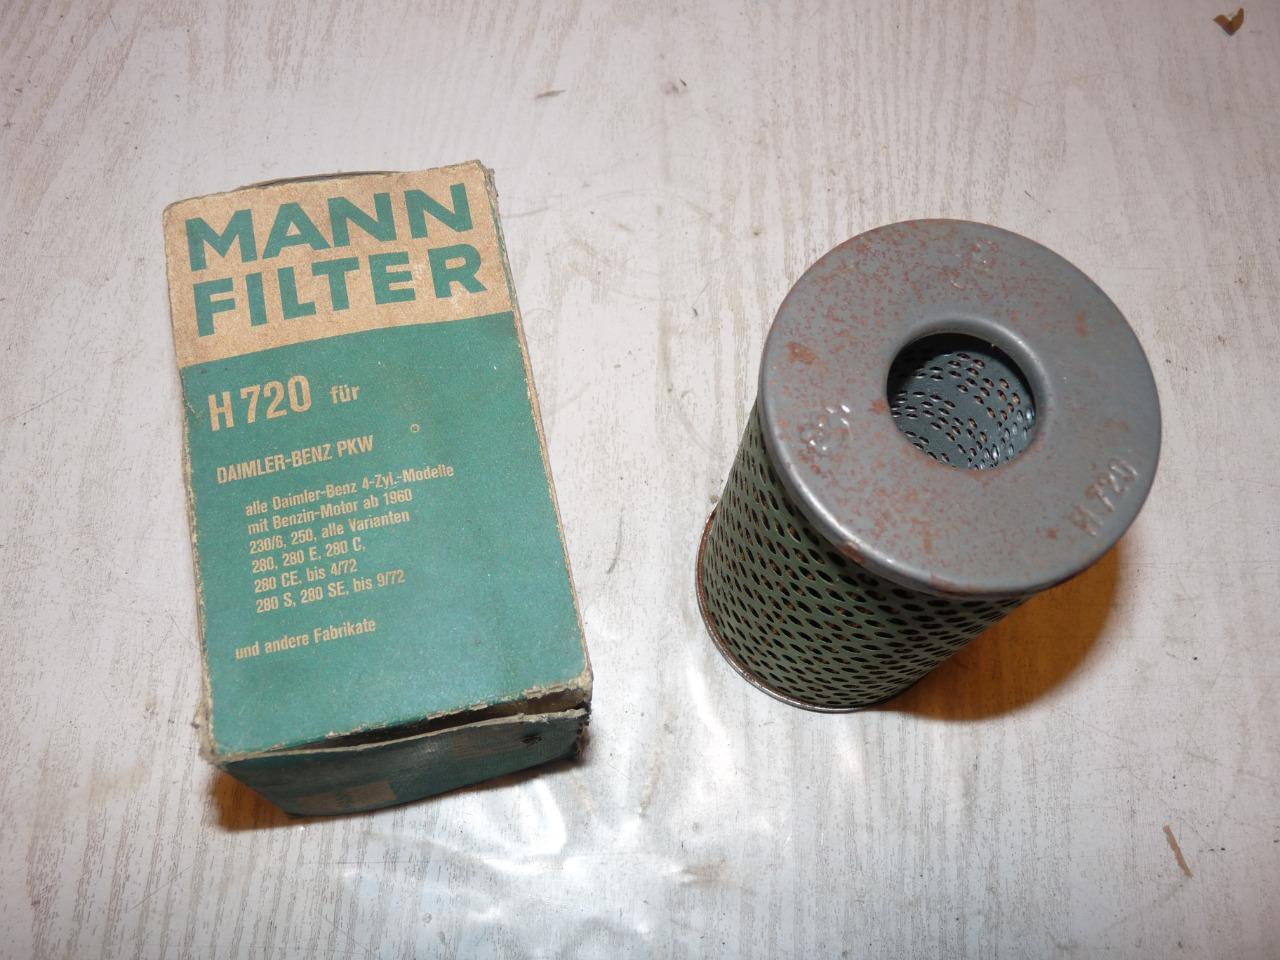 MANN
FILTER
H 720 für
DAIMLER-BENZ PKW
alle Daimler-Benz 4-Zyl.-Modelle
mit Benzin-Motor ab 1960
230/6, 250, alle Varianten
280, 280 E, 280 C,
280 CE, bis 4/72
280 S, 280 SE, bis 9/72
und andere Fabrikate
H 720